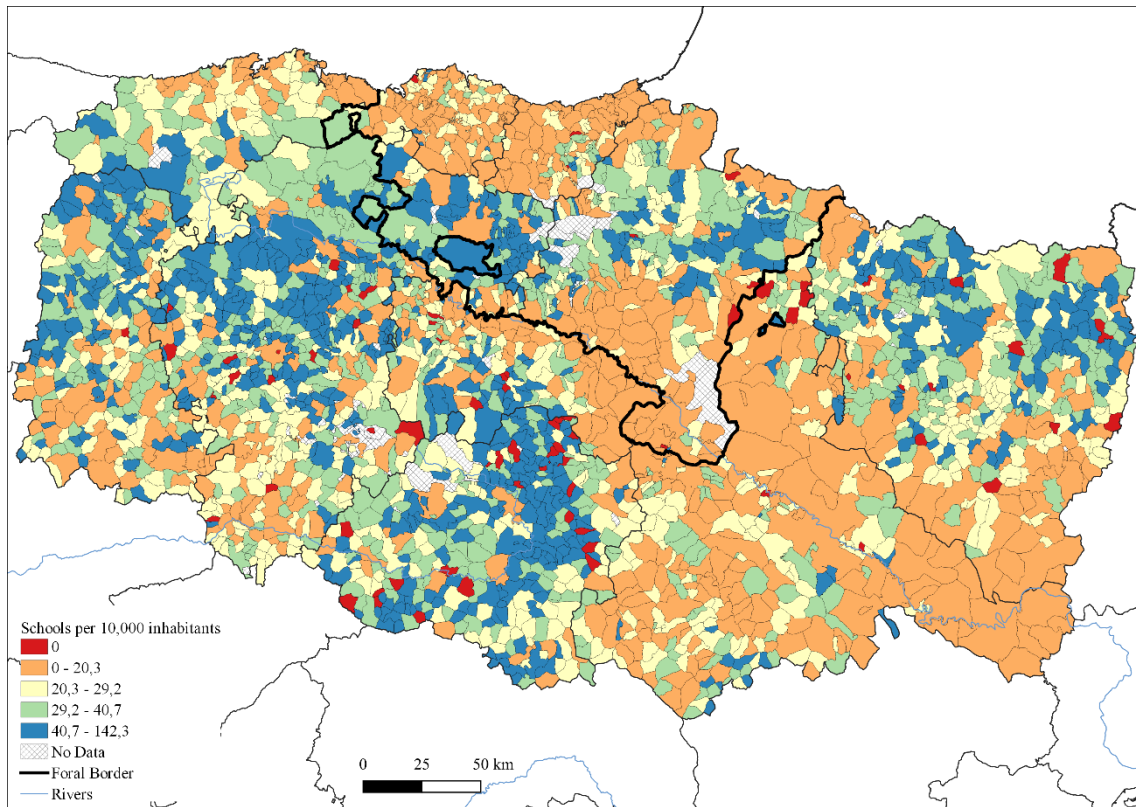 Schools per 10,000 inhabitants
0
0 - 20,3
20,3 - 29,2
29,2 - 40,7
40,7 - 142,3
No Data
Foral Border
Rivers
0 25 50 km